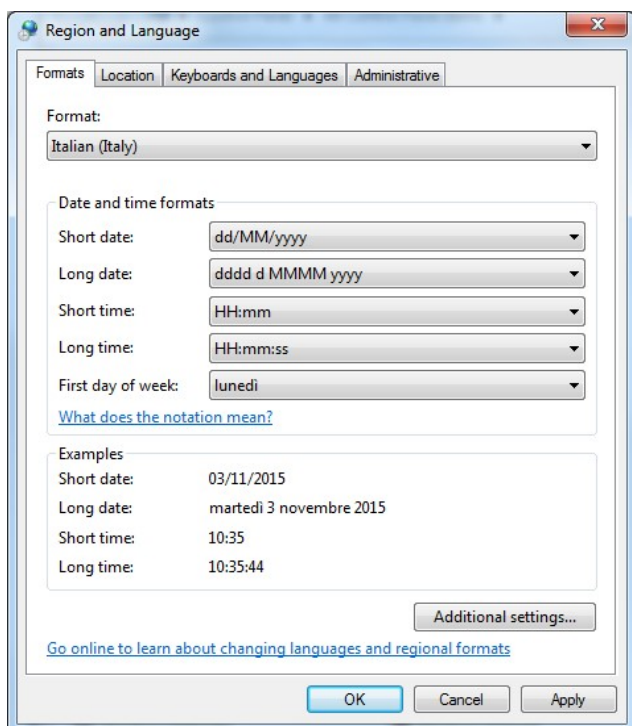 Region and Language
Formats Location Keyboards and Languages Administrative
Format:
Italian (Italy)
Date and time formats
Short date: dd/MM/yyyy
Long date: dddd d MMMM yyyy
Short time: HH:mm
Long time: HH:mm:ss
First day of week: lunedì
What does the notation mean?
Examples
Short date: 03/11/2015
Long date: martedì 3 novembre 2015
Short time: 10:35
Long time: 10:35:44
Additional settings...
Go online to learn about changing languages and regional formats
OK Cancel Apply